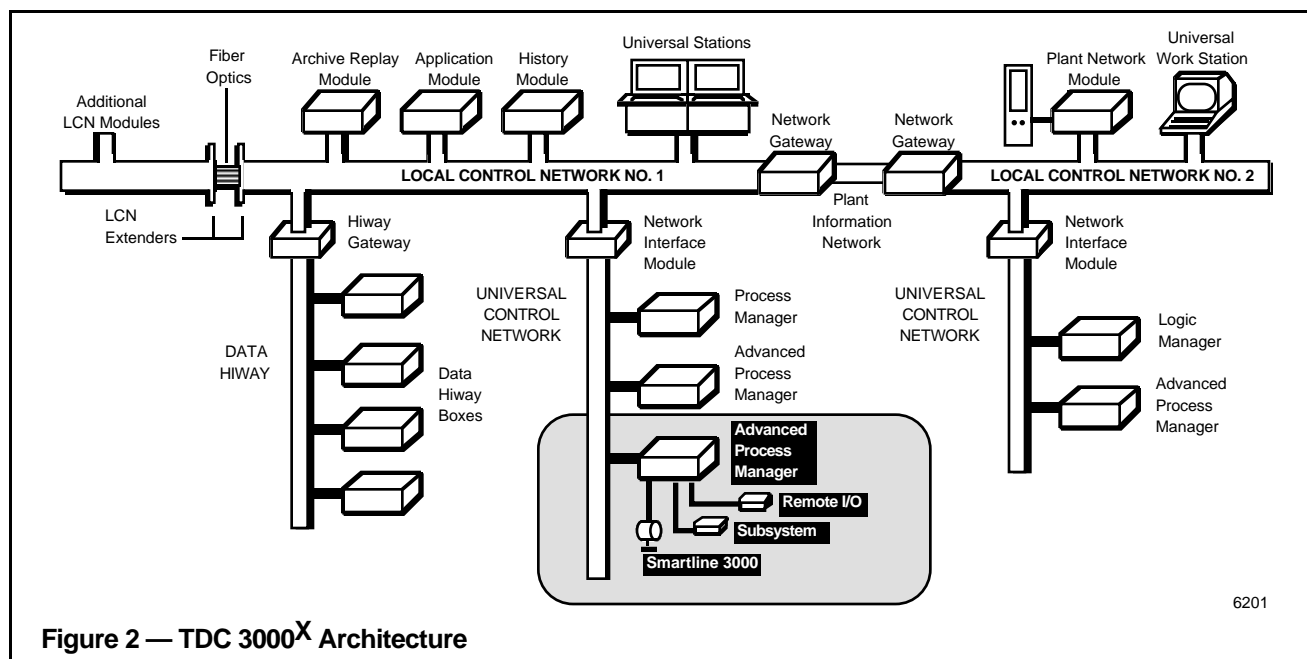 Fiber
Optics
Additional
LCN Modules
Archive Replay
Module
Application
Module
History
Module
Universal Stations
Network
Gateway
Network
Gateway
Plant Network
Module
Universal
Work Station
LOCAL CONTROL NETWORK NO. 1
LOCAL CONTROL NETWORK NO. 2
LCN
Extenders
Hiway
Gateway
Network
Interface
Module
Plant
Information
Network
Network
Interface
Module
DATA
HIWAY
Data
Hiway
Boxes
UNIVERSAL
CONTROL
NETWORK
Process
Manager
Advanced
Process
Manager
Advanced
Process
Manager
Remote I/O
Subsystem
Smartline 3000
UNIVERSAL
CONTROL
NETWORK
Logic
Manager
Advanced
Process
Manager
6201
Figure 2 — TDC 3000X Architecture